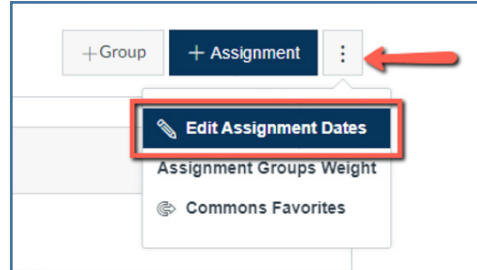 +Group + Assignment
Edit Assignment Dates
Assignment Groups Weight
Commons Favorites